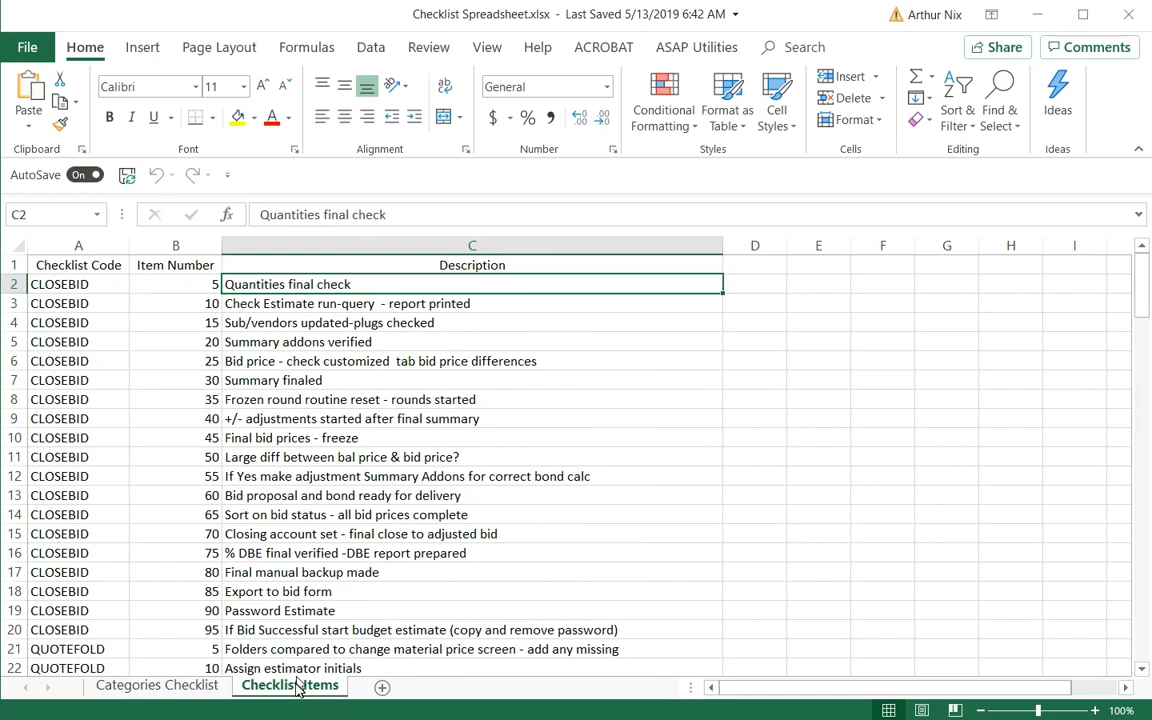 Checklist Spreadsheet.xlsx - Last Saved 5/13/2019 6:42 AM
Arthur Nix
File Home Insert Page Layout Formulas Data Review View Help ACROBAT ASAP Utilities Search Share Comments
Paste
Clipboard
Calibri 11
B I U A
Font
ab
Alignment
General
$ % ,
Number
Conditional Formatting
Format as Table
Cell Styles
Styles
Insert
Delete
Format
Cells
Sort & Filter
Find & Select
Editing
Ideas
Ideas
AutoSave On
C2 fx Quantities final check
A B C D E F G H I
1 Checklist Code Item Number Description
2 CLOSEBID 5 Quantities final check
3 CLOSEBID 10 Check Estimate run-query - report printed
4 CLOSEBID 15 Sub/vendors updated-plugs checked
5 CLOSEBID 20 Summary addons verified
6 CLOSEBID 25 Bid price - check customized tab bid price differences
7 CLOSEBID 30 Summary finaled
8 CLOSEBID 35 Frozen round routine reset - rounds started
9 CLOSEBID 40 +/- adjustments started after final summary
10 CLOSEBID 45 Final bid prices - freeze
11 CLOSEBID 50 Large diff between bal price & bid price?
12 CLOSEBID 55 If Yes make adjustment Summary Addons for correct bond calc
13 CLOSEBID 60 Bid proposal and bond ready for delivery
14 CLOSEBID 65 Sort on bid status - all bid prices complete
15 CLOSEBID 70 Closing account set - final close to adjusted bid
16 CLOSEBID 75 % DBE final verified -DBE report prepared
17 CLOSEBID 80 Final manual backup made
18 CLOSEBID 85 Export to bid form
19 CLOSEBID 90 Password Estimate
20 CLOSEBID 95 If Bid Successful start budget estimate (copy and remove password)
21 QUOTEFOLD 5 Folders compared to change material price screen - add any missing
22 QUOTEFOLD 10 Assign estimator initials
Categories Checklist Checklist Items
100%